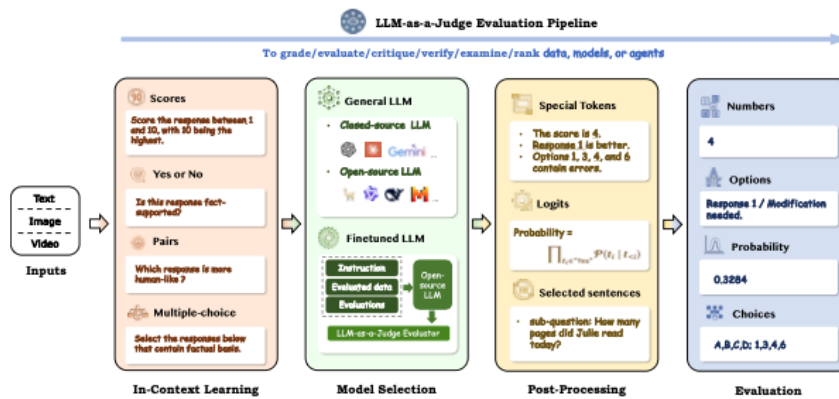 LLM-as-a-Judge Evaluation Pipeline
To grade/evaluate/critique/verify/examine/rank data, models, or agents
Text
Image
Video
Inputs
Scores
Score the response between 1
and 10, with 10 being the
highest.
Yes or No
Is this response fact-
supported?
Pairs
Which response is more
human-like ?
Multiple-choice
Select the responses below
that contain factual basis.
In-Context Learning
General LLM
• Closed-source LLM
Gemini ...
• Open-source LLM
...
Finetuned LLM
Instruction
Evaluated data
Evaluations
Open-
source
LLM
LLM-as-a-Judge Evaluator
Model Selection
Special Tokens
• The score is 4.
• Response 1 is better.
• Options 1, 3, 4, and 6
contain errors.
Logits
Probability =
Selected sentences
• sub-question: How many
pages did Julie read
today?
Post-Processing
Numbers
4
Options
Response 1 / Modification
needed.
Probability
0.3284
Choices
A,B,C,D; 1,3,4,6
Evaluation